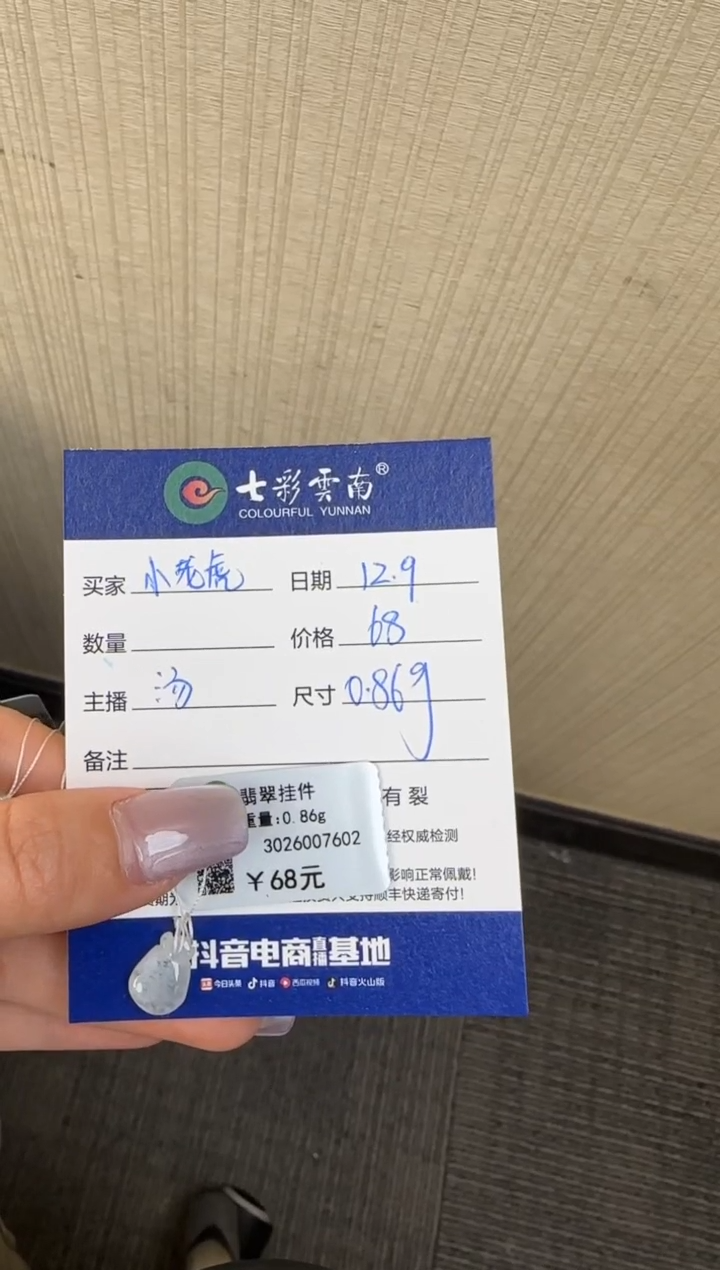 七彩雲南®
COLOURFUL YUNNAN
买家 小老虎 日期 12.9
数量 价格 68
主播 汤 尺寸 0.86g
备注
翡翠挂件
有裂
重量:0.86g
3026007602
经权威检测
¥68元
影响正常佩戴!
支持顺丰快递寄付!
抖音电商直播基地
今日头条 抖音 西瓜视频 抖音火山版